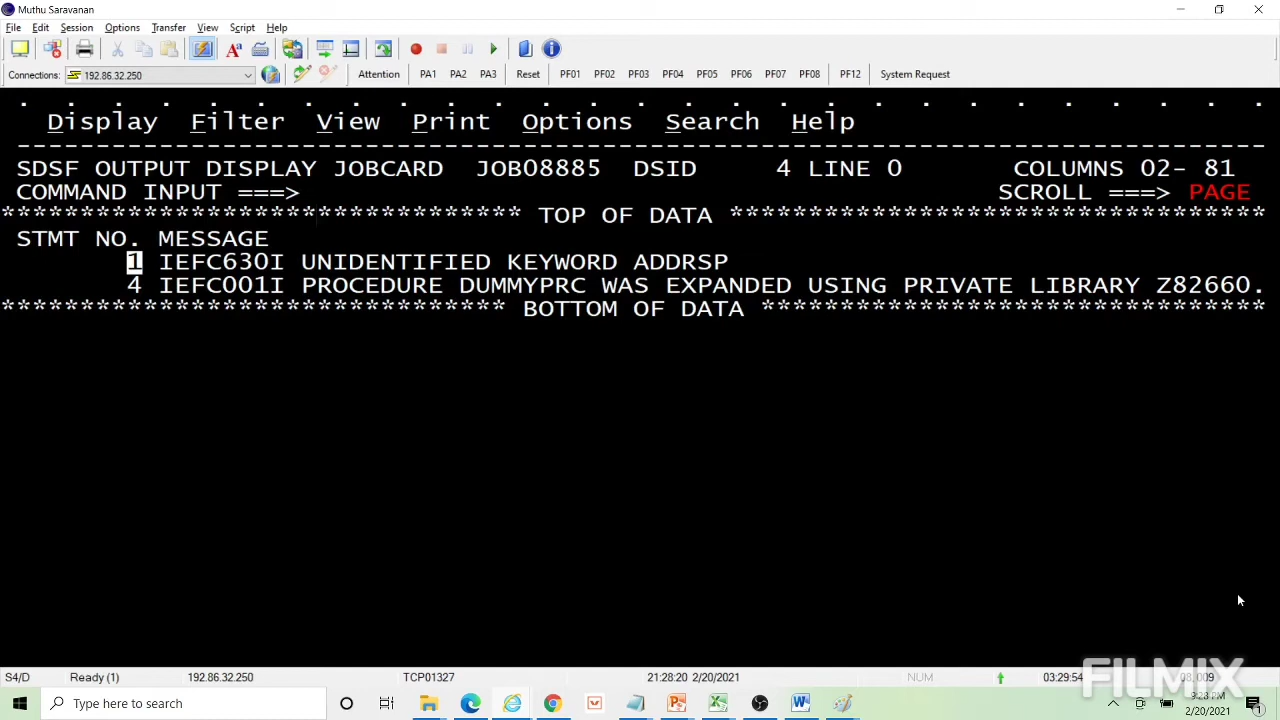 Muthu Saravanan
File Edit Session Options Transfer View Script Help
Connections: 192.86.32.250 Attention PA1 PA2 PA3 Reset PF01 PF02 PF03 PF04 PF05 PF06 PF07 PF08 PF12 System Request
Display Filter View Print Options Search Help
SDSF OUTPUT DISPLAY JOBCARD JOB08885 DSID 4 LINE 0 COLUMNS 02- 81
COMMAND INPUT ===> SCROLL ===> PAGE
********************************* TOP OF DATA **********************************
STMT NO. MESSAGE
1 IEFC630I UNIDENTIFIED KEYWORD ADDRSP
4 IEFC001I PROCEDURE DUMMYPRC WAS EXPANDED USING PRIVATE LIBRARY Z82660.
******************************** BOTTOM OF DATA ********************************
S4/D Ready (1) 192.86.32.250 TCP01327 21:28:20 2/20/2021 NUM 03:29:54
FILMIX
Type here to search 9:28 PM
2/20/2021 1